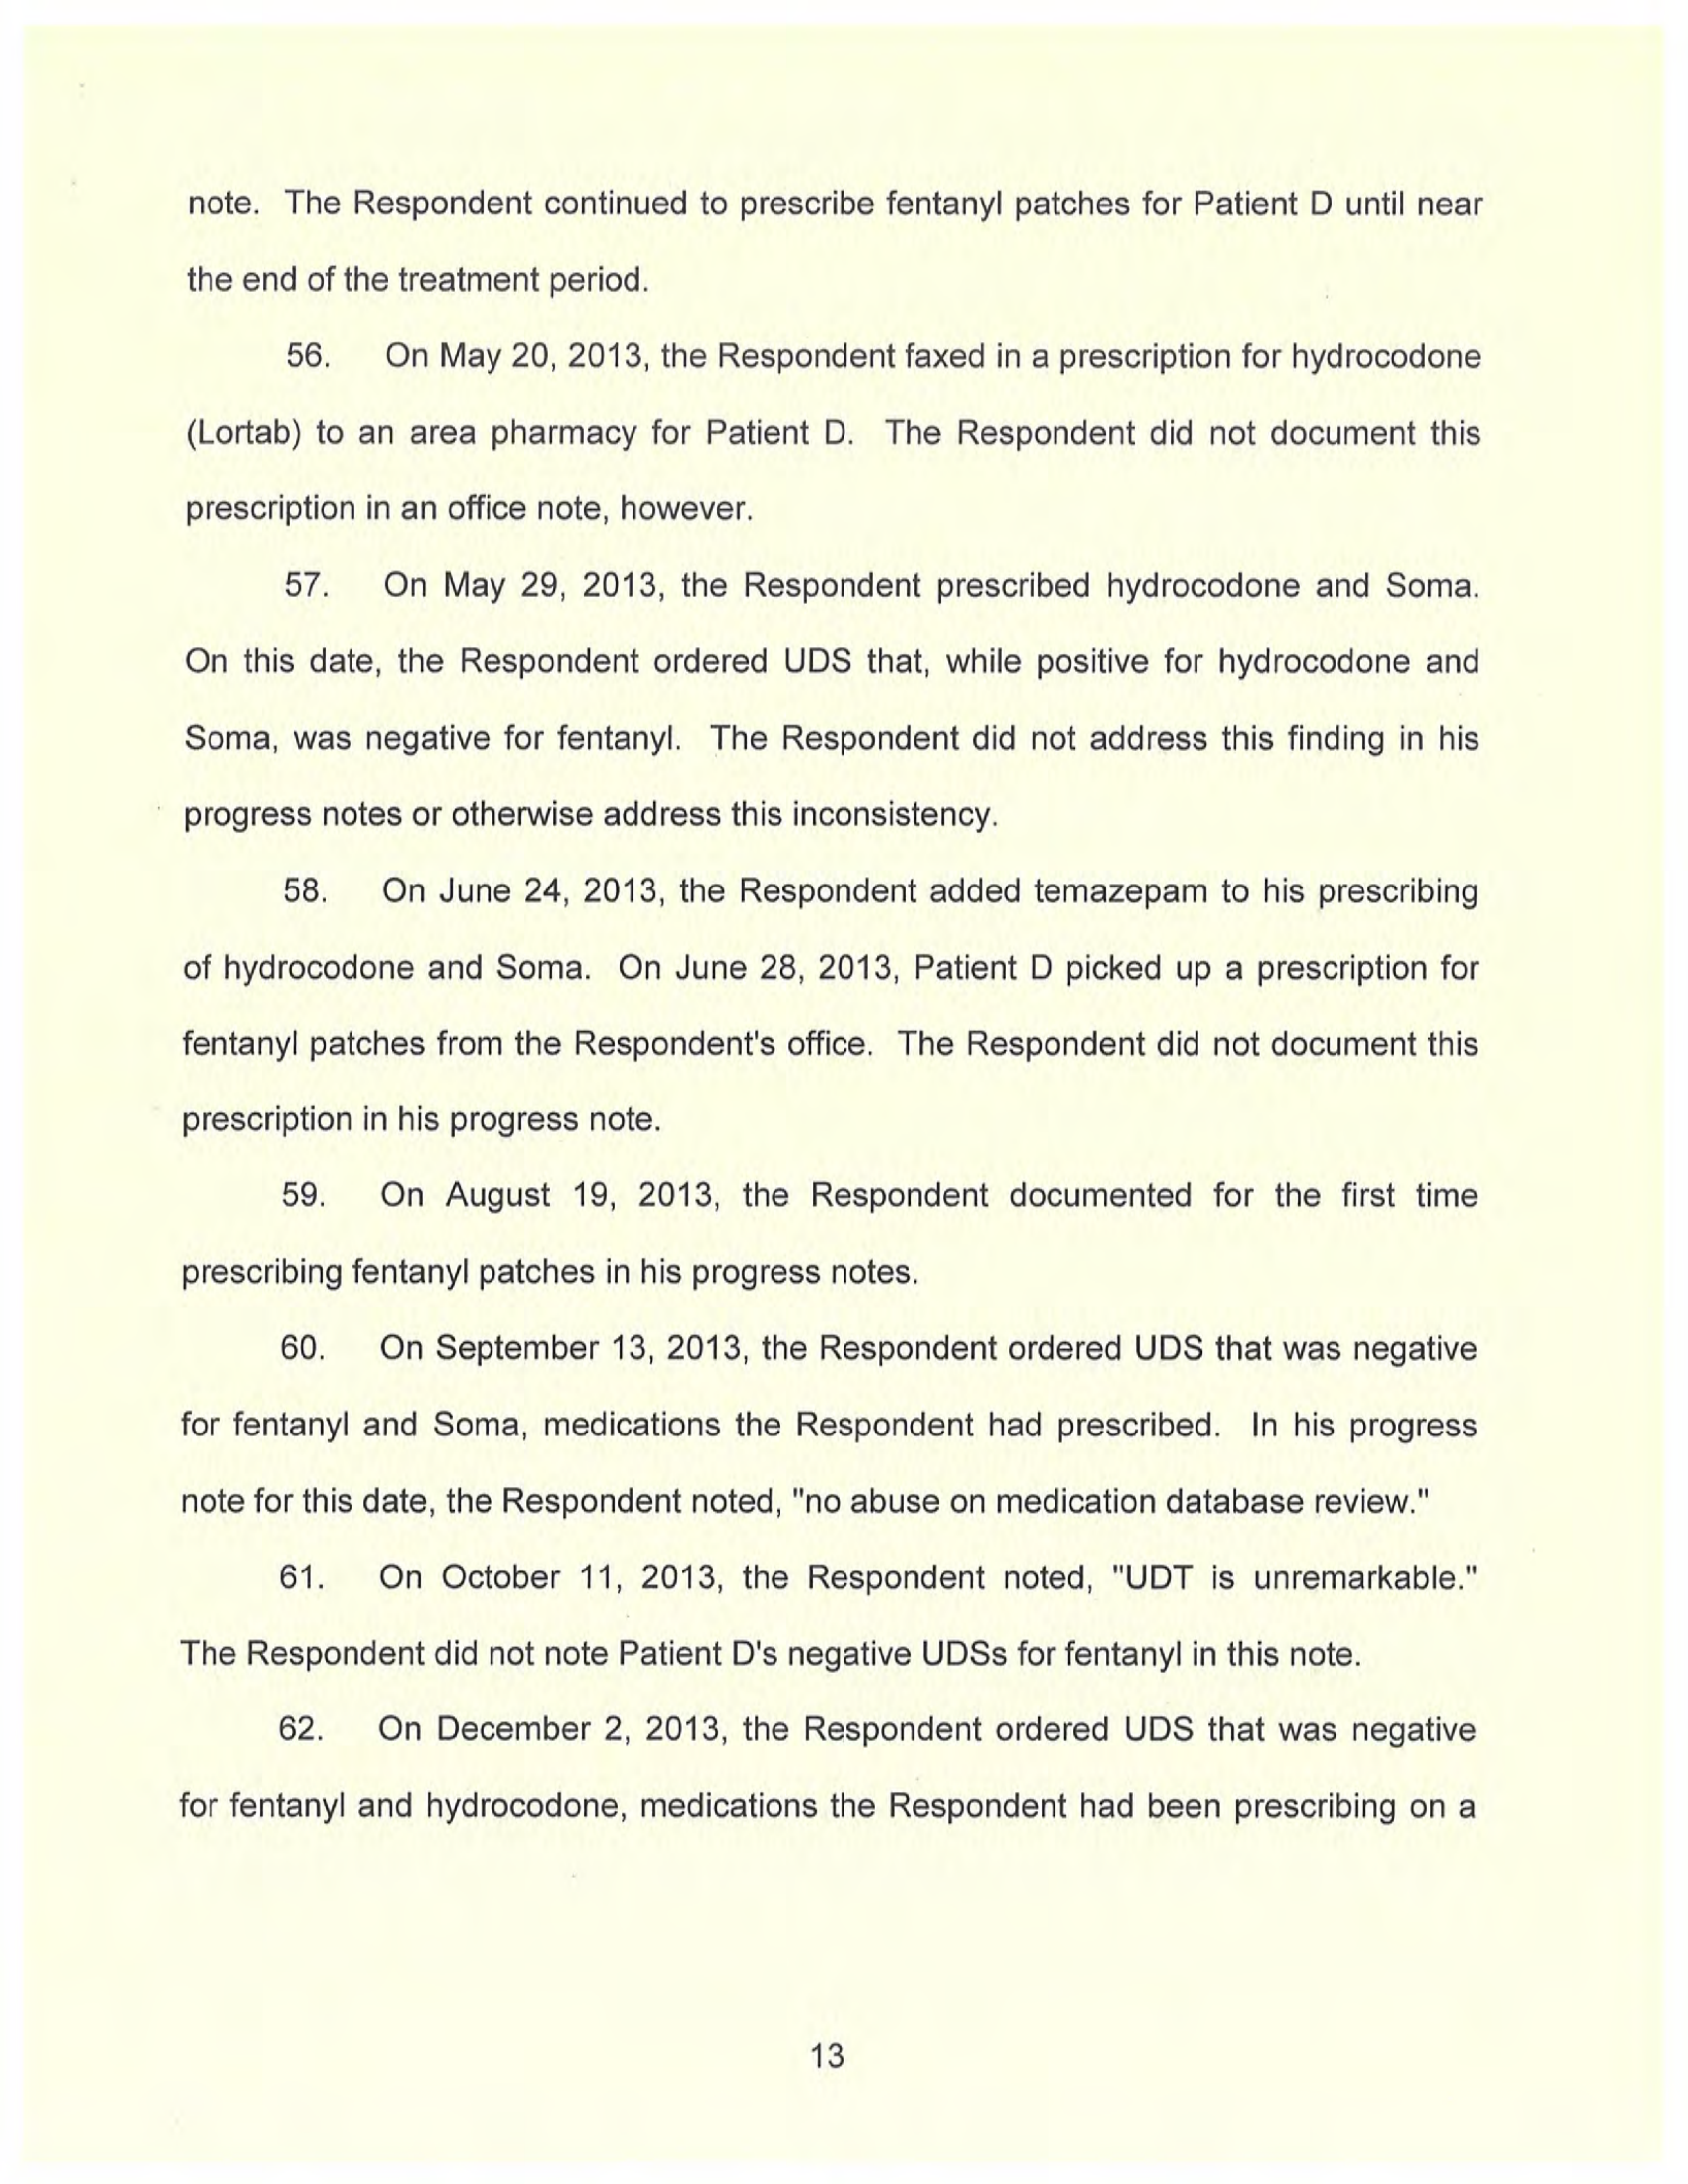 note. The Respondent continued to prescribe fentanyl patches for Patient D until near
the end of the treatment period.
56. On May 20, 2013, the Respondent faxed in a prescription for hydrocodone
(Lortab) to an area pharmacy for Patient D. The Respondent did not document this
prescription in an office note, however.
57. On May 29, 2013, the Respondent prescribed hydrocodone and Soma.
On this date, the Respondent ordered UDS that, while positive for hydrocodone and
Soma, was negative for fentanyl. The Respondent did not address this finding in his
progress notes or otherwise address this inconsistency.
58. On June 24, 2013, the Respondent added temazepam to his prescribing
of hydrocodone and Soma. On June 28, 2013, Patient D picked up a prescription for
fentanyl patches from the Respondent's office. The Respondent did not document this
prescription in his progress note.
59. On August 19, 2013, the Respondent documented for the first time
prescribing fentanyl patches in his progress notes.
60. On September 13, 2013, the Respondent ordered UDS that was negative
for fentanyl and Soma, medications the Respondent had prescribed. In his progress
note for this date, the Respondent noted, "no abuse on medication database review."
61. On October 11, 2013, the Respondent noted, "UDT is unremarkable."
The Respondent did not note Patient D's negative UDSs for fentanyl in this note.
62. On December 2, 2013, the Respondent ordered UDS that was negative
for fentanyl and hydrocodone, medications the Respondent had been prescribing on a
13